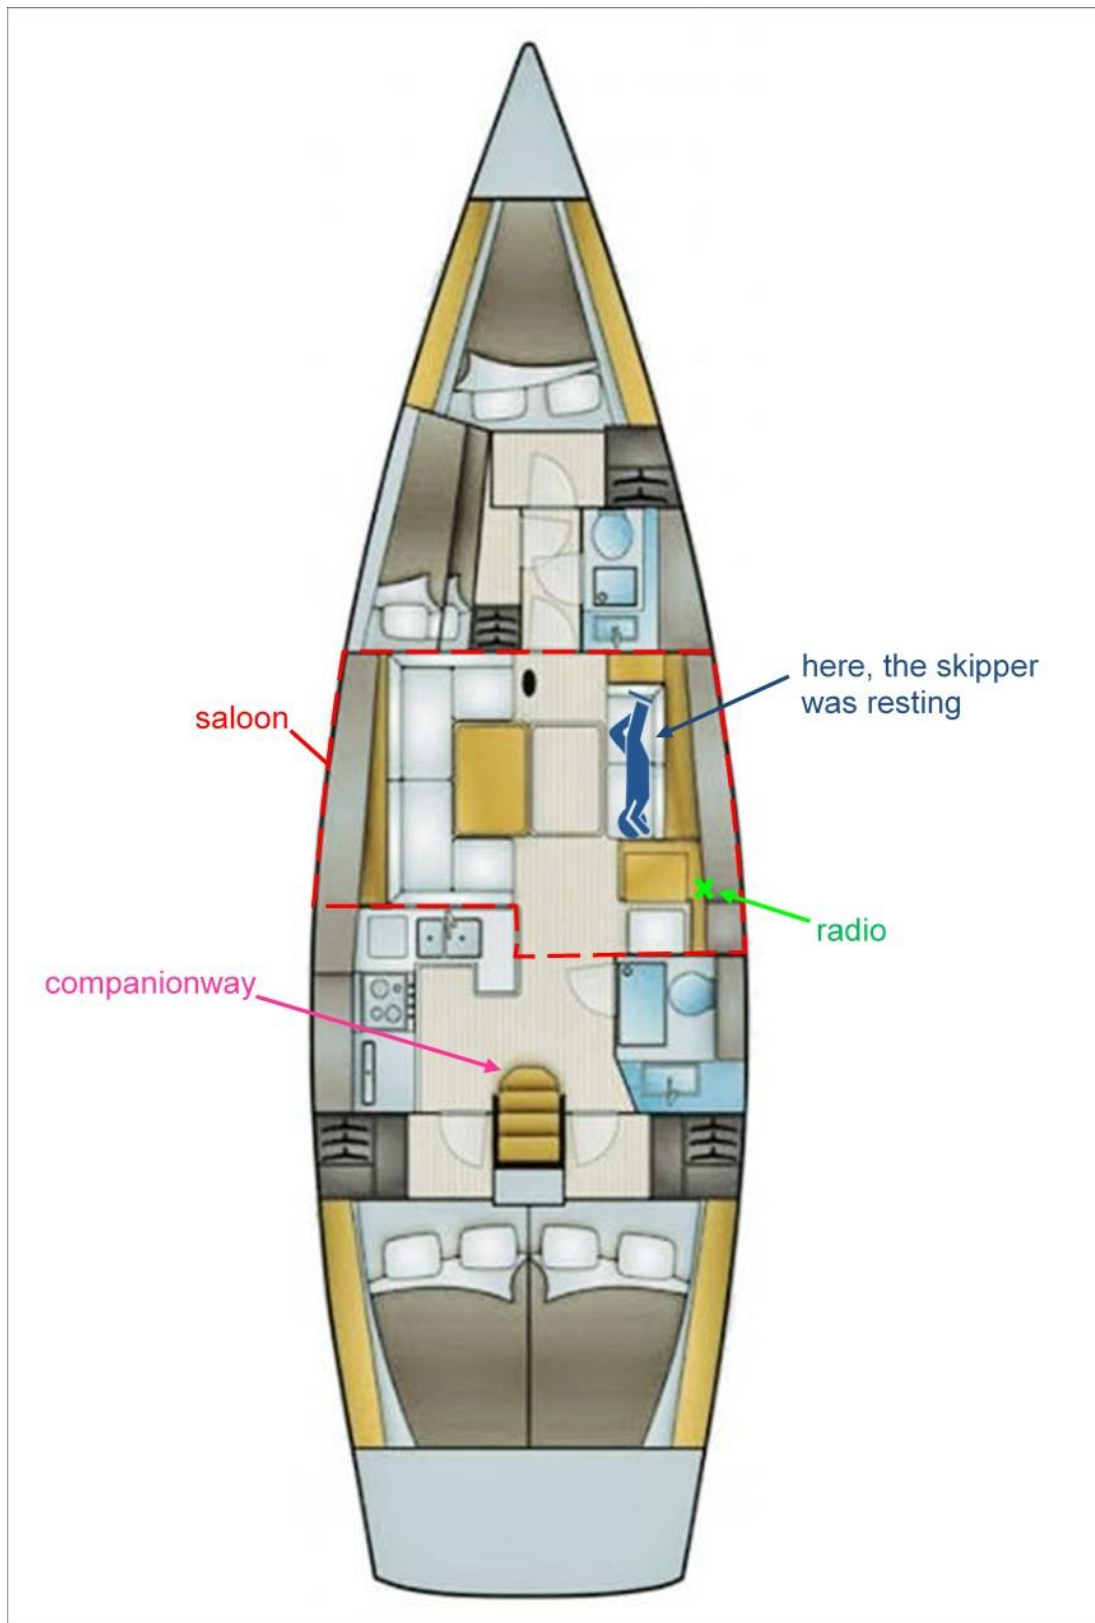 here, the skipper
was resting
saloon
radio
companionway